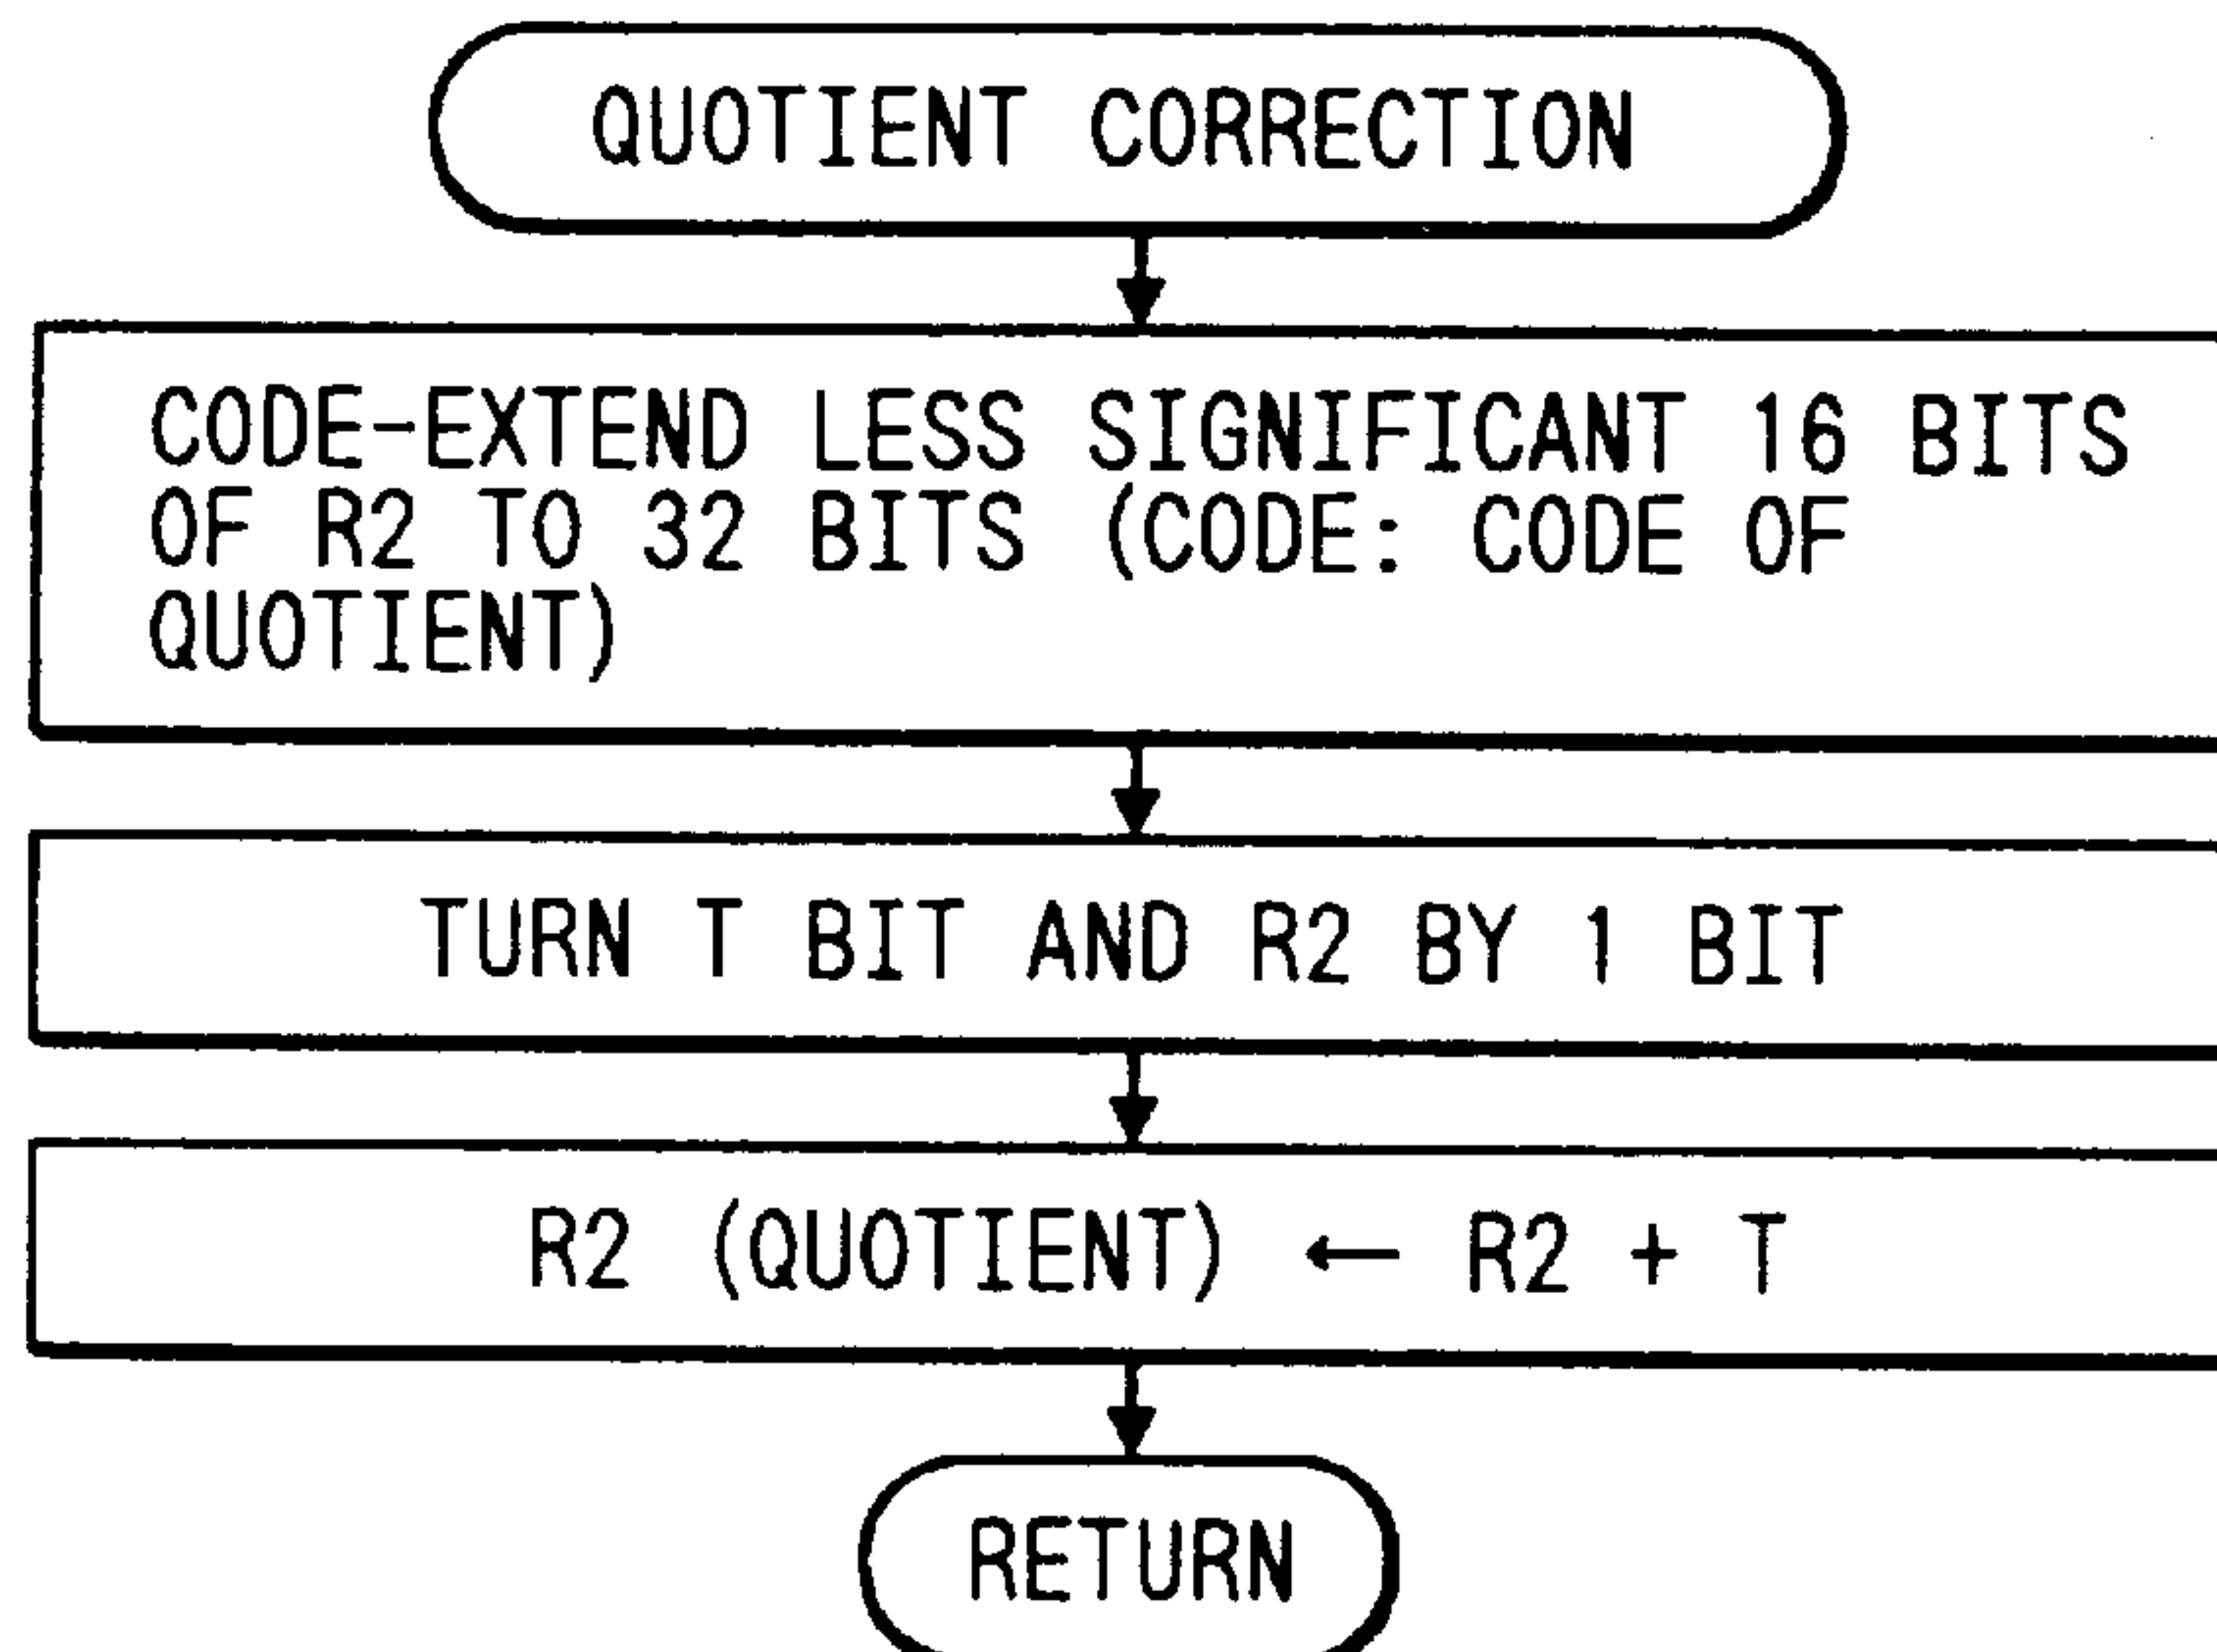 QUOTIENT CORRECTION
CODE-EXTEND LESS SIGNIFICANT 16 BITS
OF R2 TO 32 BITS (CODE: CODE OF
QUOTIENT)
TURN T BIT AND R2 BY 1 BIT
R2 (QUOTIENT) ← R2 + T
RETURN